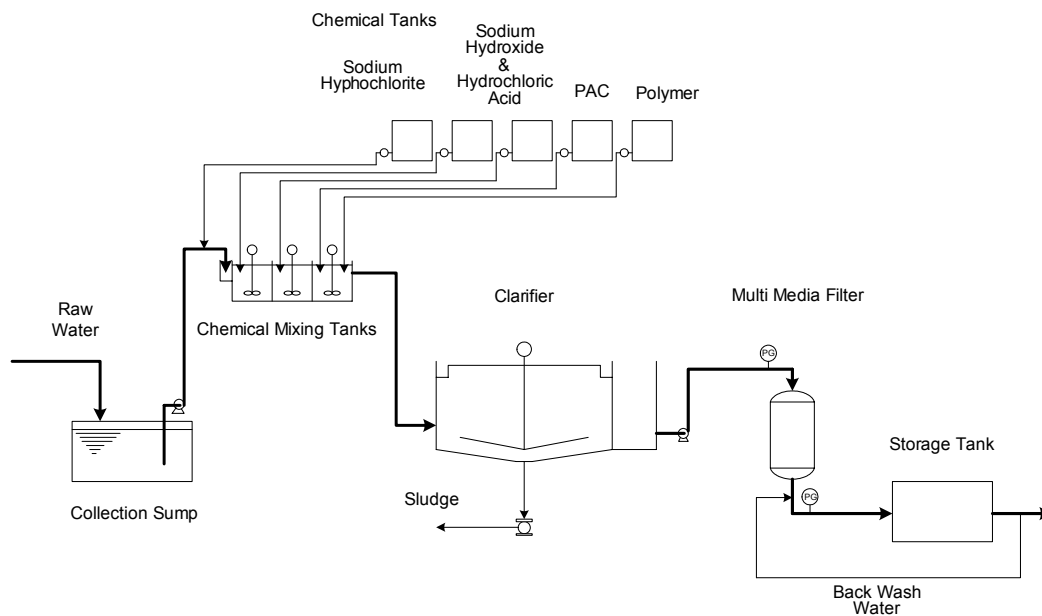 Chemical Tanks
Sodium
Hyphochlorite
Sodium
Hydroxide
&
Hydrochloric
Acid
PAC
Polymer
Raw
Water
Chemical Mixing Tanks
Clarifier
Multi Media Filter
PG
Collection Sump
Sludge
Storage Tank
PG
Back Wash
Water